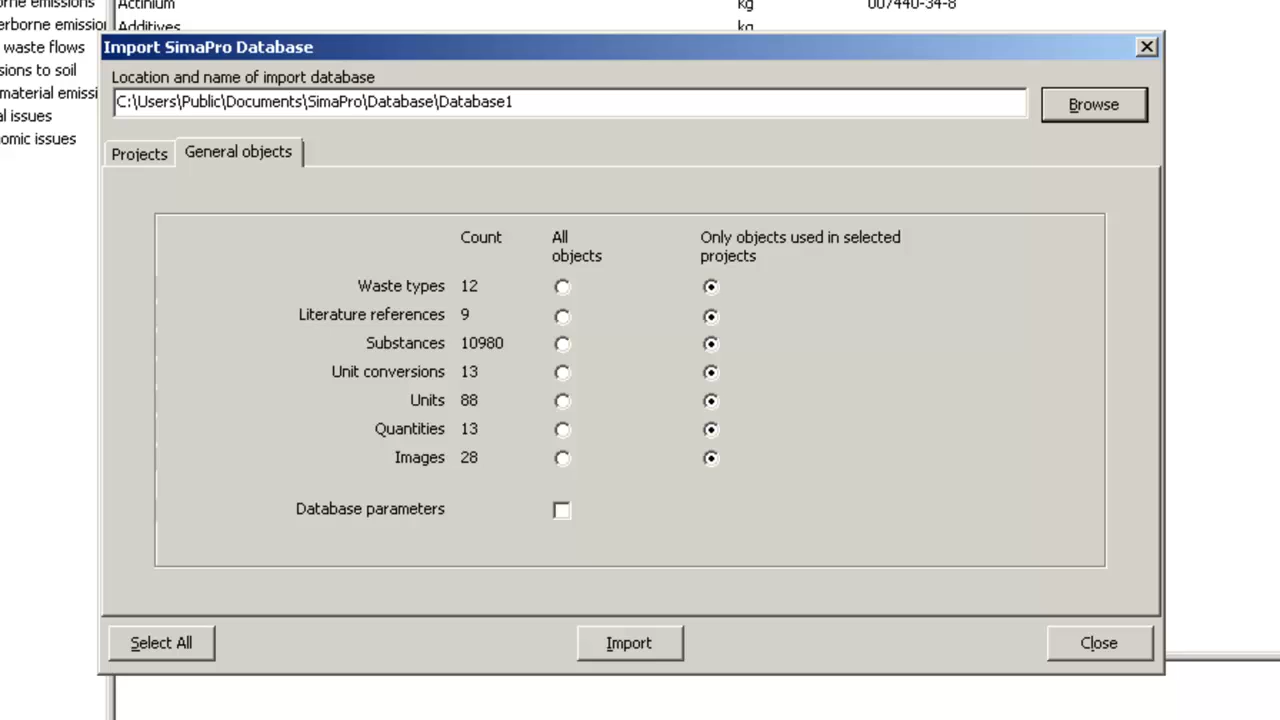 orne emissions
Actinium
kg
007440-34-8
erborne emission
Additives
kg
waste flows
sions to soil
material emissi
al issues
omic issues
Import SimaPro Database
Location and name of import database
C:\Users\Public\Documents\SimaPro\Database\Database1
Browse
Projects
General objects
Count
All
objects
Only objects used in selected
projects
Waste types 12
Literature references 9
Substances 10980
Unit conversions 13
Units 88
Quantities 13
Images 28
Database parameters
Select All
Import
Close